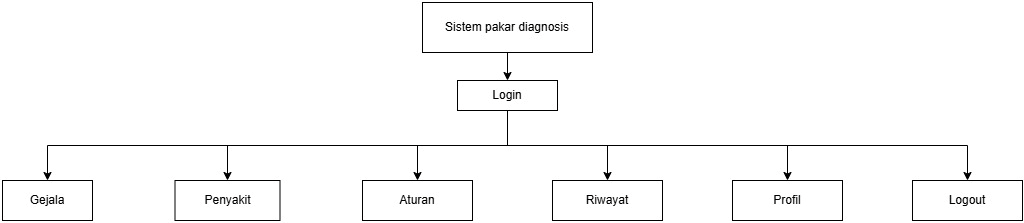 Sistem pakar diagnosis
Login
Gejala
Penyakit
Aturan
Riwayat
Profil
Logout